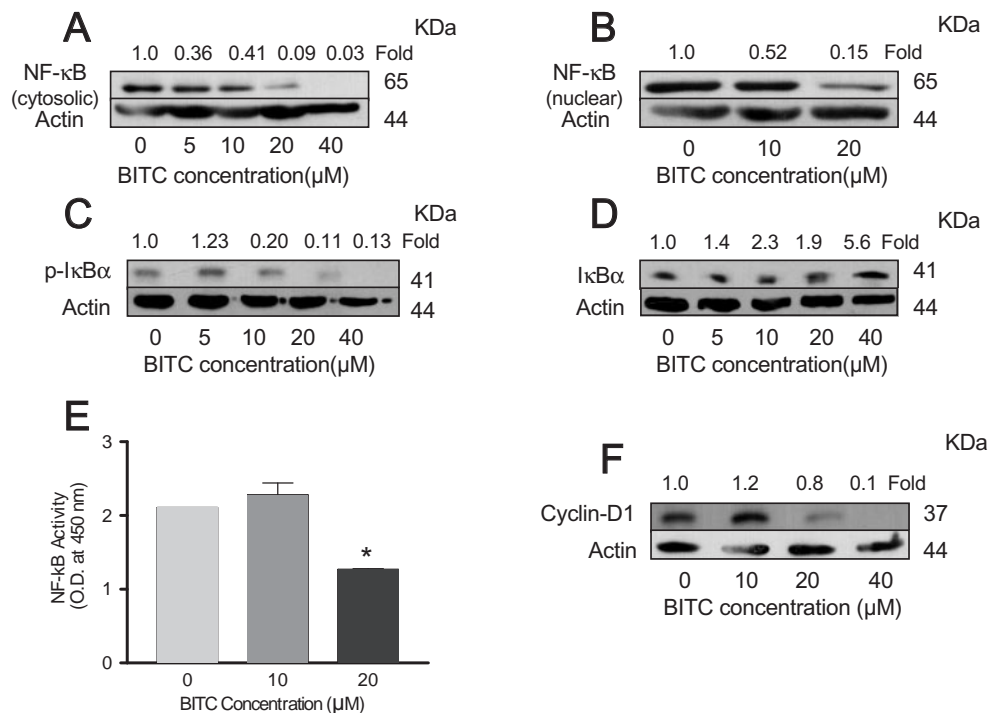 A
KDa
1.0 0.36 0.41 0.09 0.03 Fold
NF-κB
(cytosolic)
65
Actin
44
0 5 10 20 40
BITC concentration(µM)
B
KDa
1.0 0.52 0.15 Fold
NF-κB
(nuclear)
65
Actin
44
0 10 20
BITC concentration(µM)
C
KDa
1.0 1.23 0.20 0.11 0.13 Fold
p-IκBα
41
Actin
44
0 5 10 20 40
BITC concentration(µM)
D
KDa
1.0 1.4 2.3 1.9 5.6 Fold
IκBα
41
Actin
44
0 5 10 20 40
BITC concentration(µM)
E
NF-kB Activity
(O.D. at 450 nm)
3
2
1
0
*
0 10 20
BITC Concentration (µM)
F
KDa
1.0 1.2 0.8 0.1 Fold
Cyclin-D1
37
Actin
44
0 10 20 40
BITC concentration (µM)